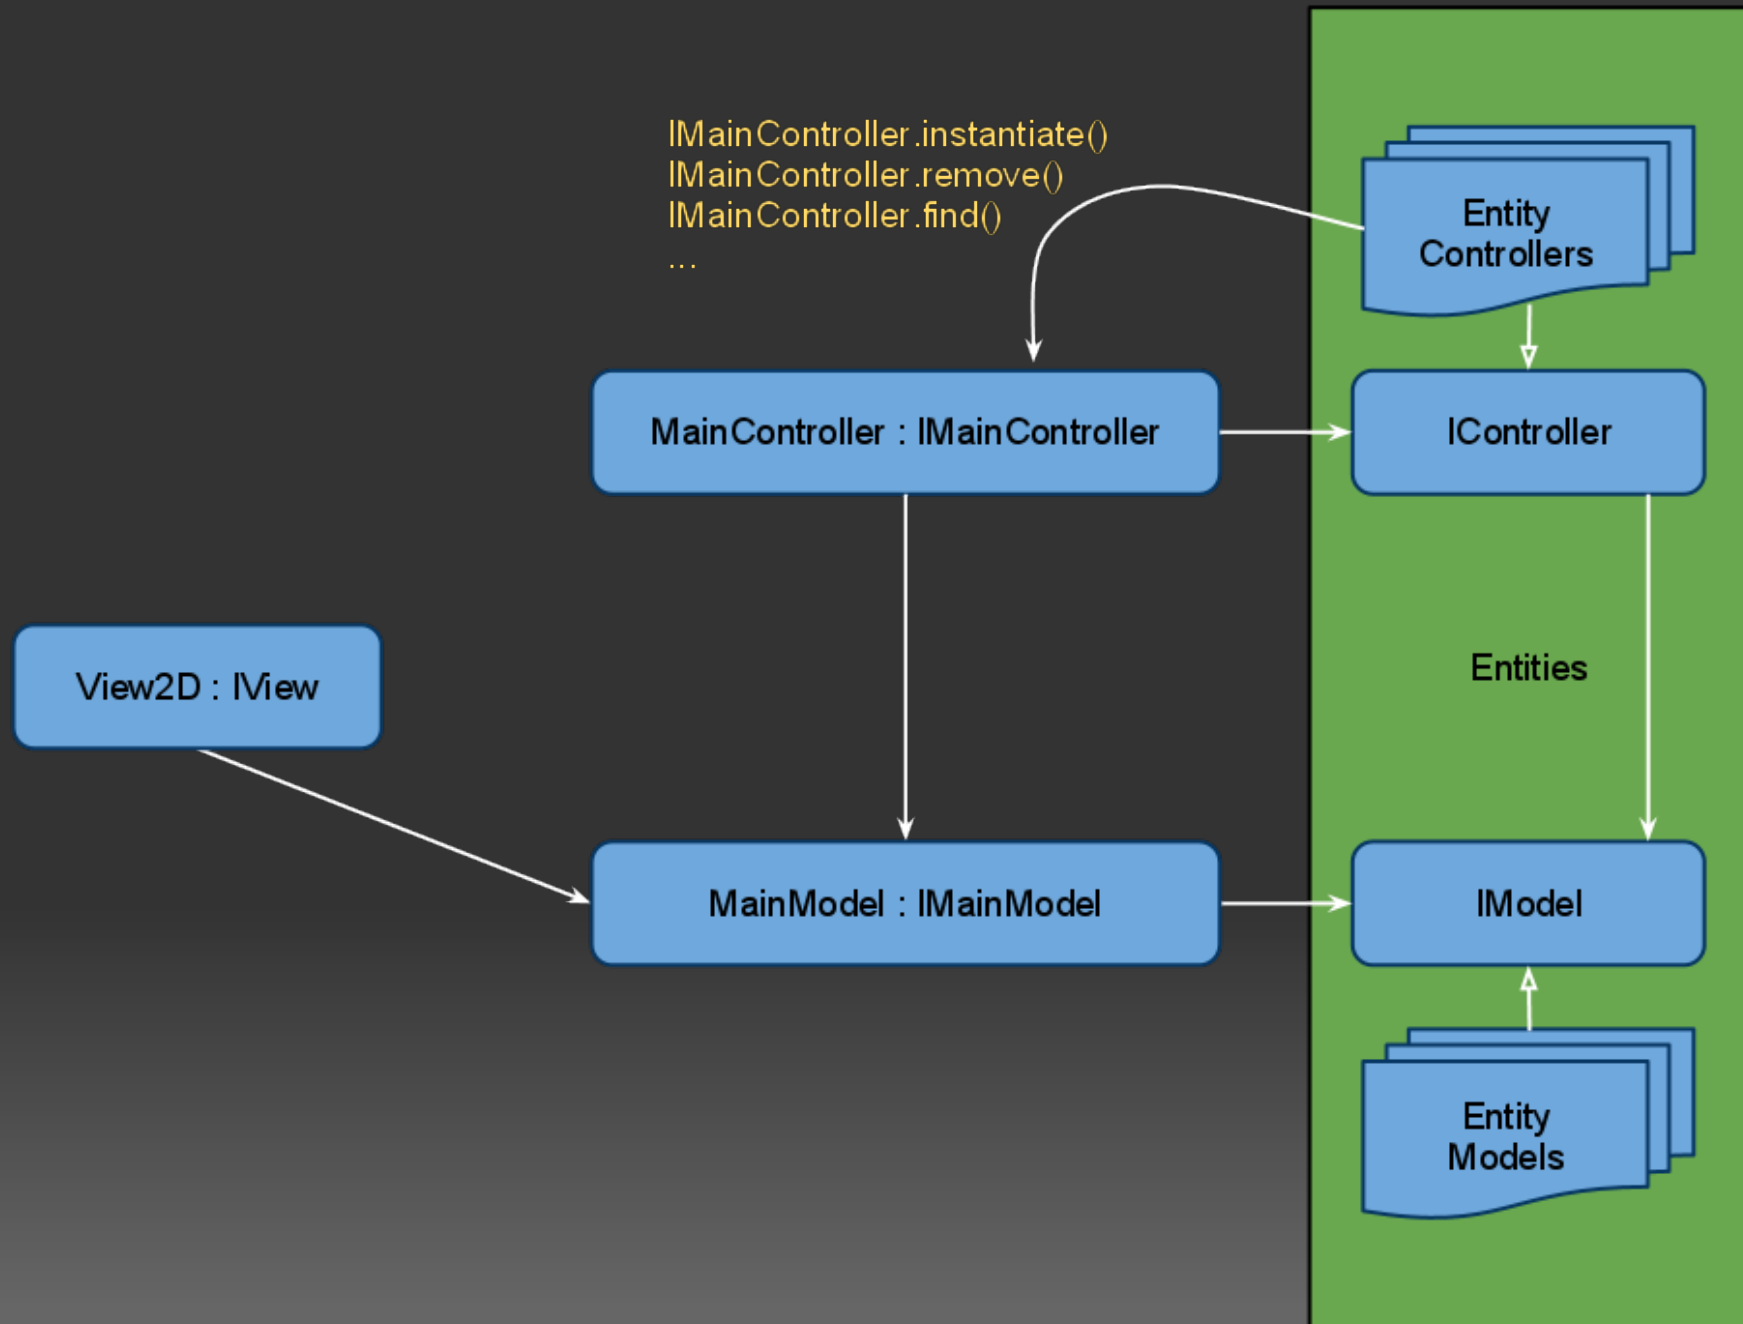 IMainController.instantiate()
IMainController.remove()
IMainController.find()
...
Entity
Controllers
MainController : IMainController
IController
View2D : IView
Entities
MainModel : IMainModel
IModel
Entity
Models